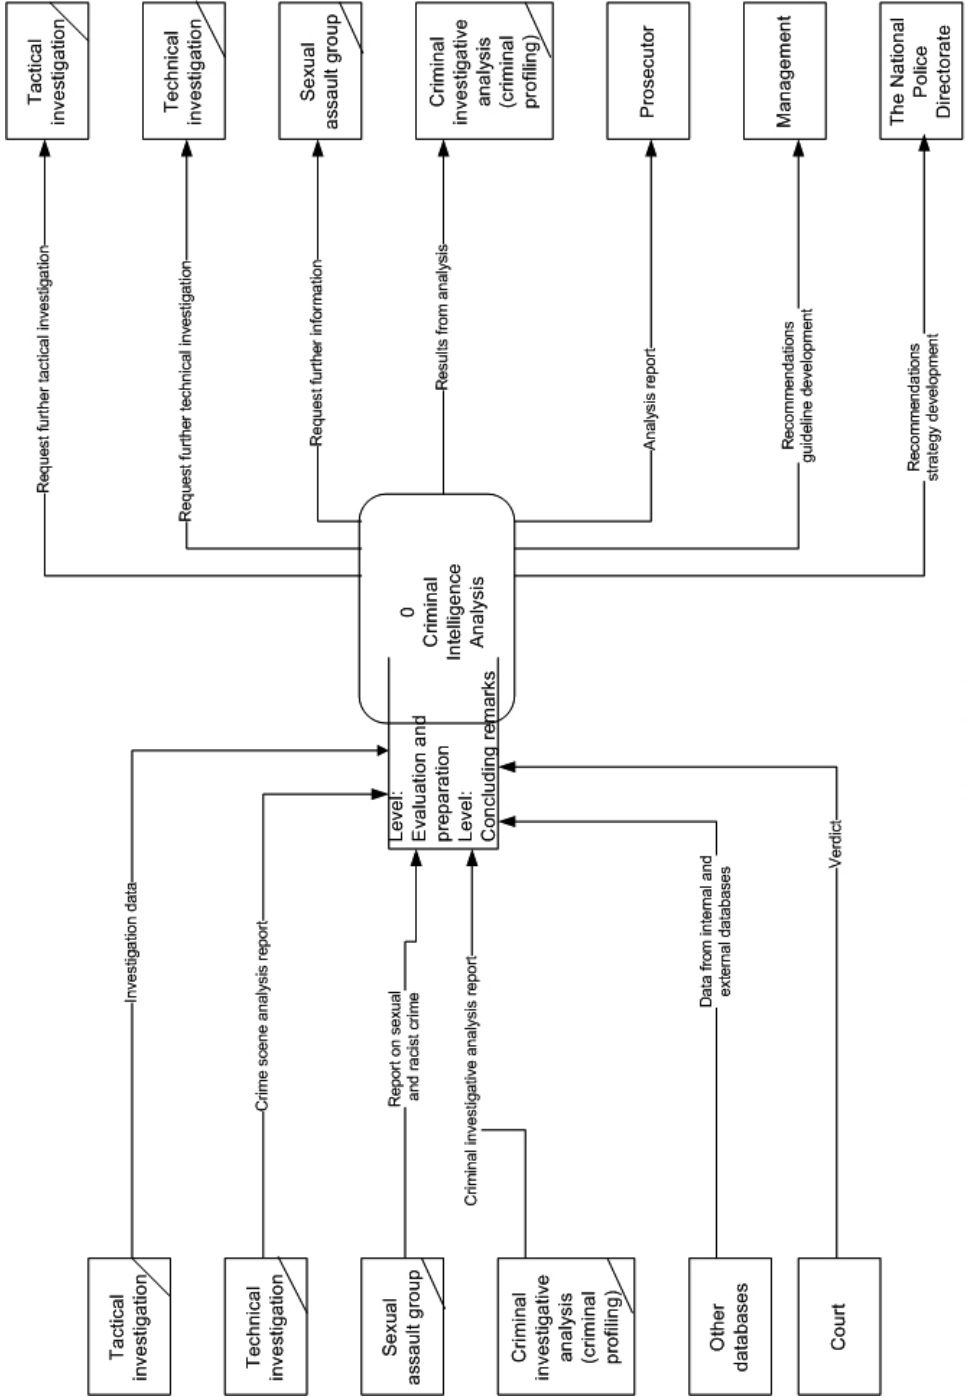 Tactical
investigation
Technical
investigation
Sexual
assault group
Criminal
investigative
analysis
(criminal
profiling)
Other
databases
Court
Investigation data
Crime scene analysis report
Report on sexual
and racist crime
Criminal investigative analysis report
Data from internal and
external databases
Verdict
Level:
Evaluation and
preparation
Level:
Concluding remarks
0
Criminal
Intelligence
Analysis
Request further tactical investigation
Request further technical investigation
Request further information
Results from analysis
Analysis report
Recommendations
guideline development
Recommendations
strategy development
Tactical
investigation
Technical
investigation
Sexual
assault group
Criminal
investigative
analysis
(criminal
profiling)
Prosecutor
Management
The National
Police
Directorate